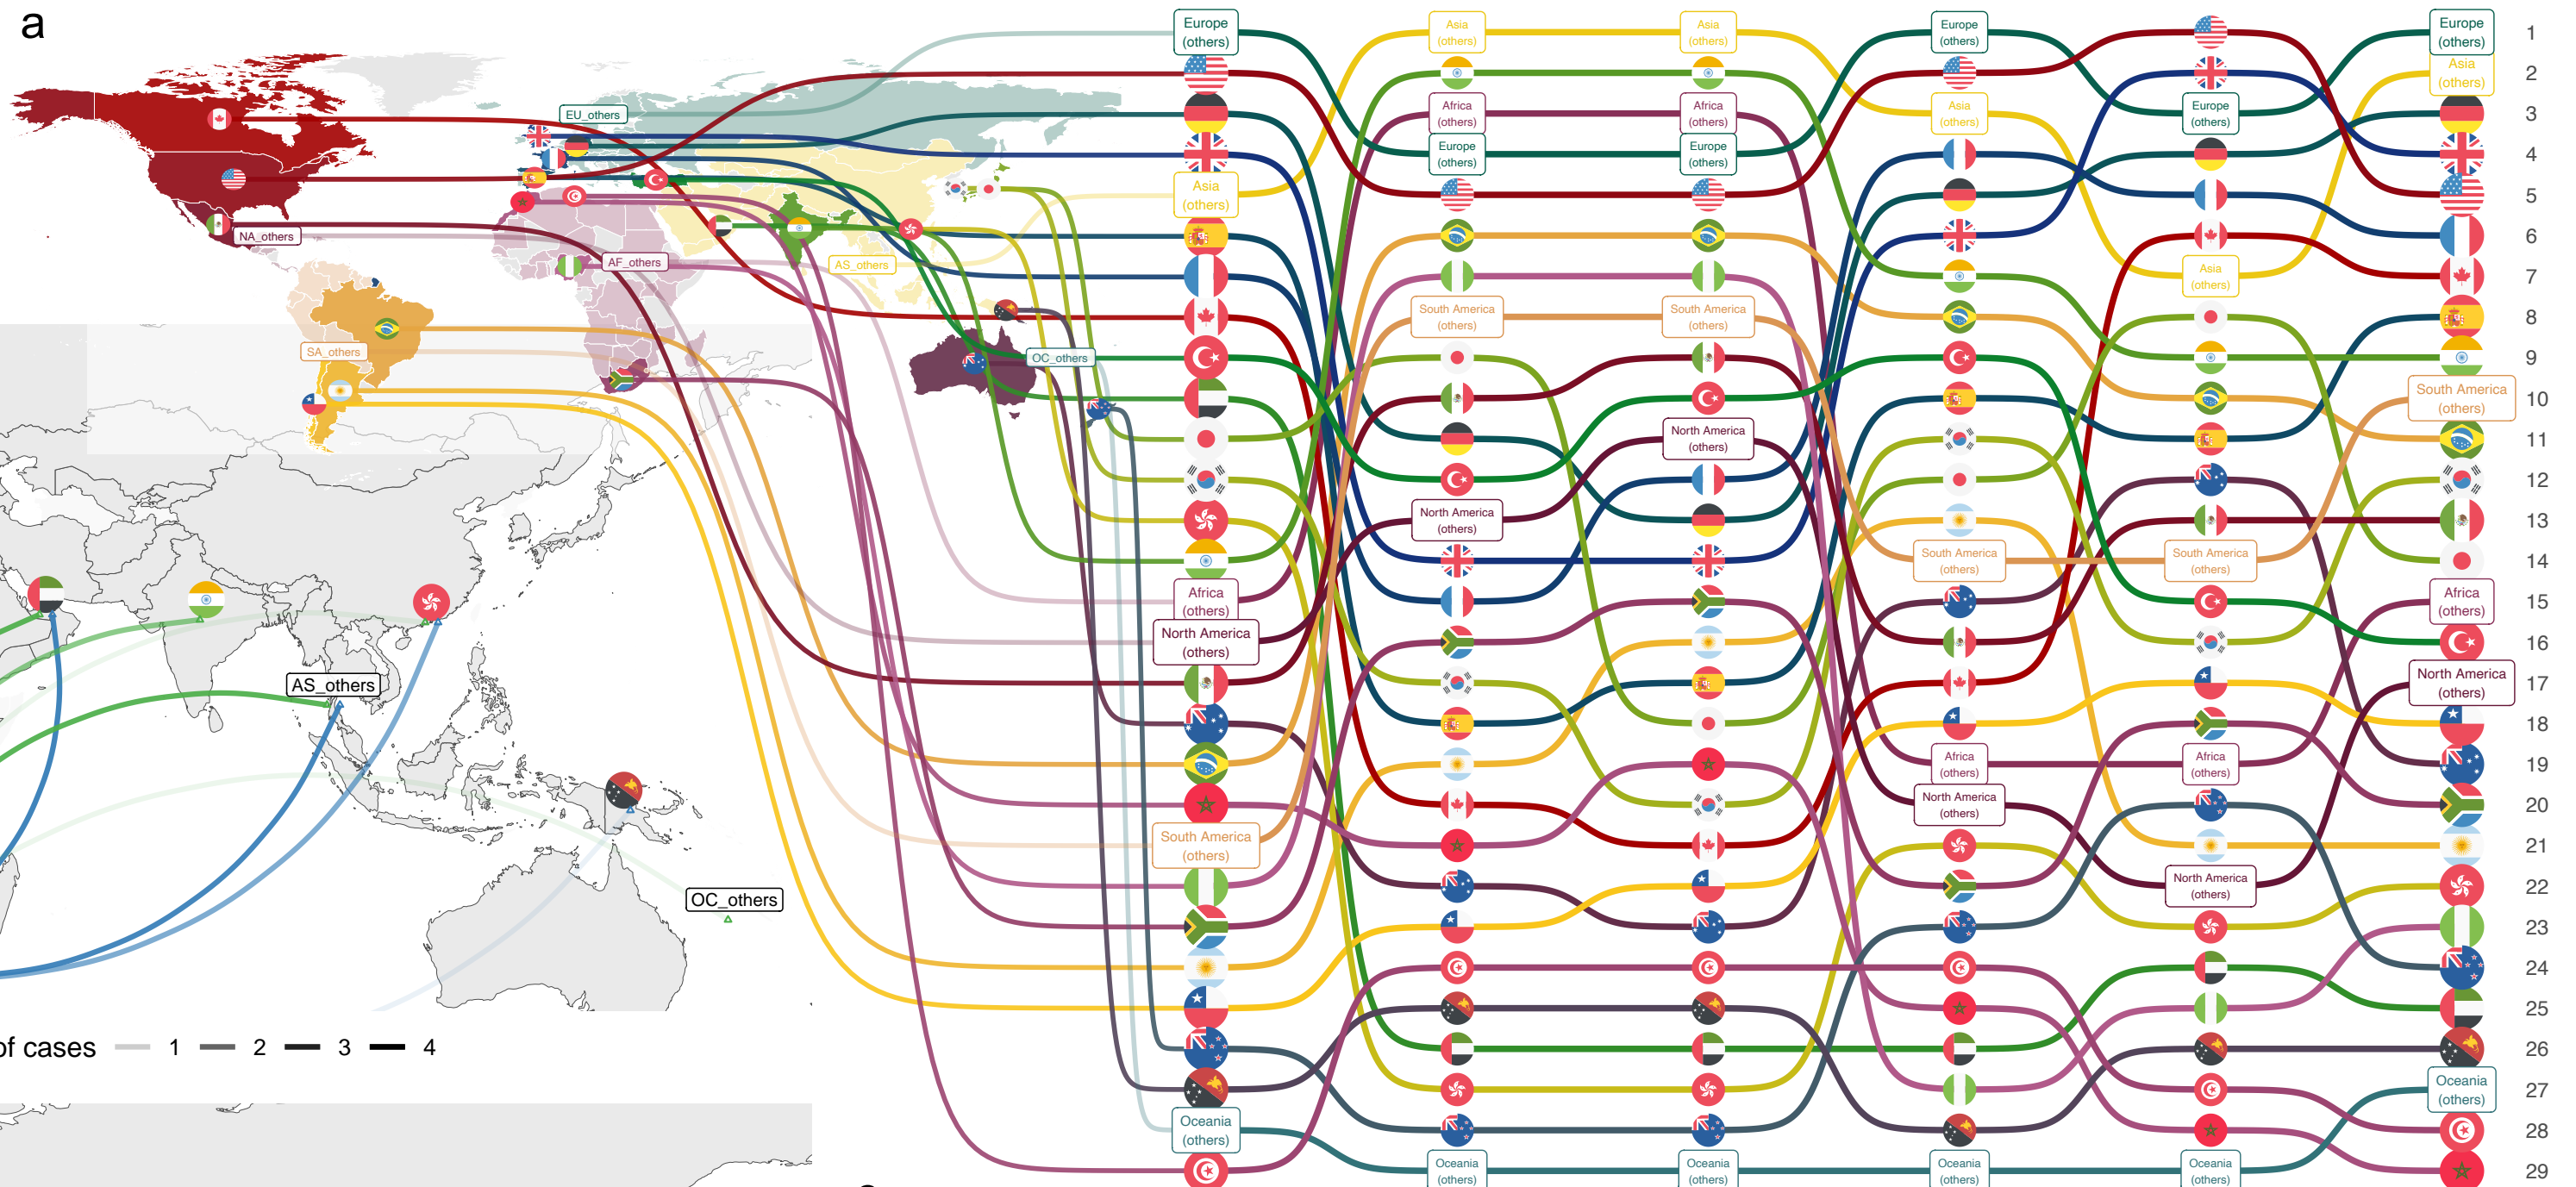 a
EU_others
NA_others
AF_others
AS_others
SA_others
OC_others
AS_others
OC_others
of cases 1 2 3 4
Europe
(others)
Asia
(others)
Africa
(others)
North America
(others)
South America
(others)
Oceania
(others)
Asia
(others)
Africa
(others)
Europe
(others)
South America
(others)
North America
(others)
Oceania
(others)
Asia
(others)
Africa
(others)
Europe
(others)
South America
(others)
North America
(others)
Oceania
(others)
Europe
(others)
Asia
(others)
South America
(others)
Africa
(others)
North America
(others)
Oceania
(others)
Europe
(others)
Asia
(others)
South America
(others)
Africa
(others)
North America
(others)
Oceania
(others)
Europe
(others)
Asia
(others)
South America
(others)
Africa
(others)
North America
(others)
Oceania
(others)
1
2
3
4
5
6
7
8
9
10
11
12
13
14
15
16
17
18
19
20
21
22
23
24
25
26
27
28
29